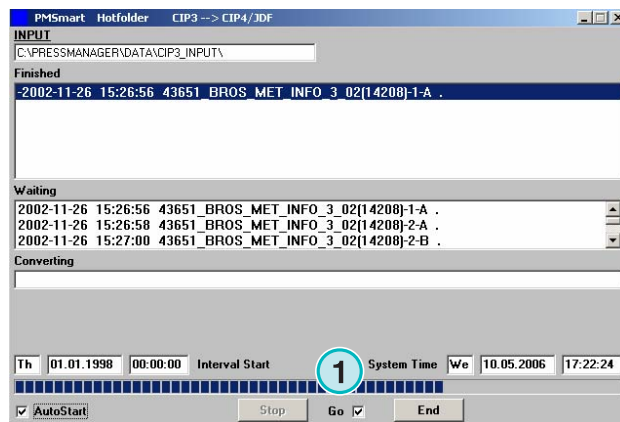 PMSmart Hotfolder CIP3 --> CIP4/JDF
INPUT
C:\PRESSMANAGER\DATA\CIP3_INPUT\
Finished
-2002-11-26 15:26:56 43651_BROS_MET_INFO_3_02(14208)-1-A .
Waiting
2002-11-26 15:26:56 43651_BROS_MET_INFO_3_02(14208)-1-A .
2002-11-26 15:26:58 43651_BROS_MET_INFO_3_02(14208)-2-A .
2002-11-26 15:27:00 43651_BROS_MET_INFO_3_02(14208)-2-B .
Converting
Th 01.01.1998 00:00:00 Interval Start 1 System Time We 10.05.2006 17:22:24
AutoStart Stop Go End